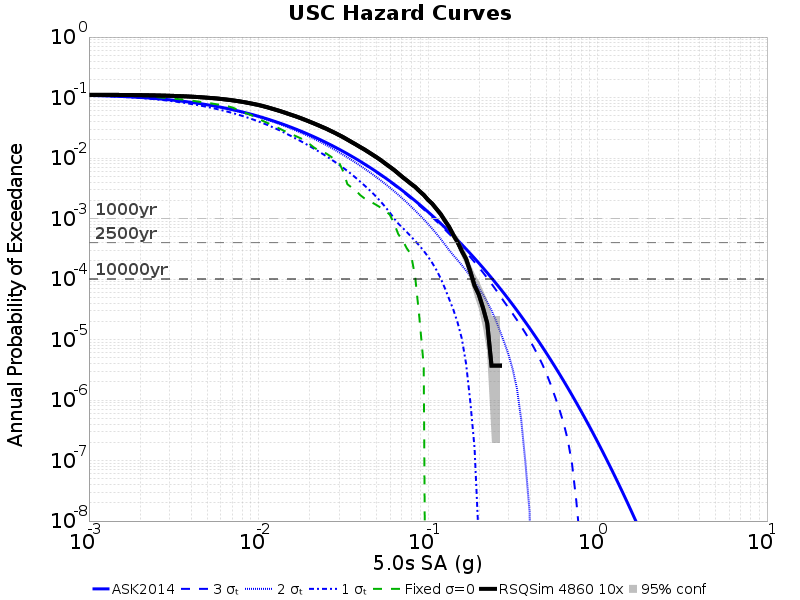 USC Hazard Curves
Annual Probability of Exceedance
10^0
10^-1
10^-2
10^-3
10^-4
10^-5
10^-6
10^-7
10^-8
1000yr
2500yr
10000yr
10^-3 10^-2 10^-1 10^0 10^1
5.0s SA (g)
ASK2014 3 σₜ 2 σₜ 1 σₜ Fixed σ=0 RSQSim 4860 10x 95% conf